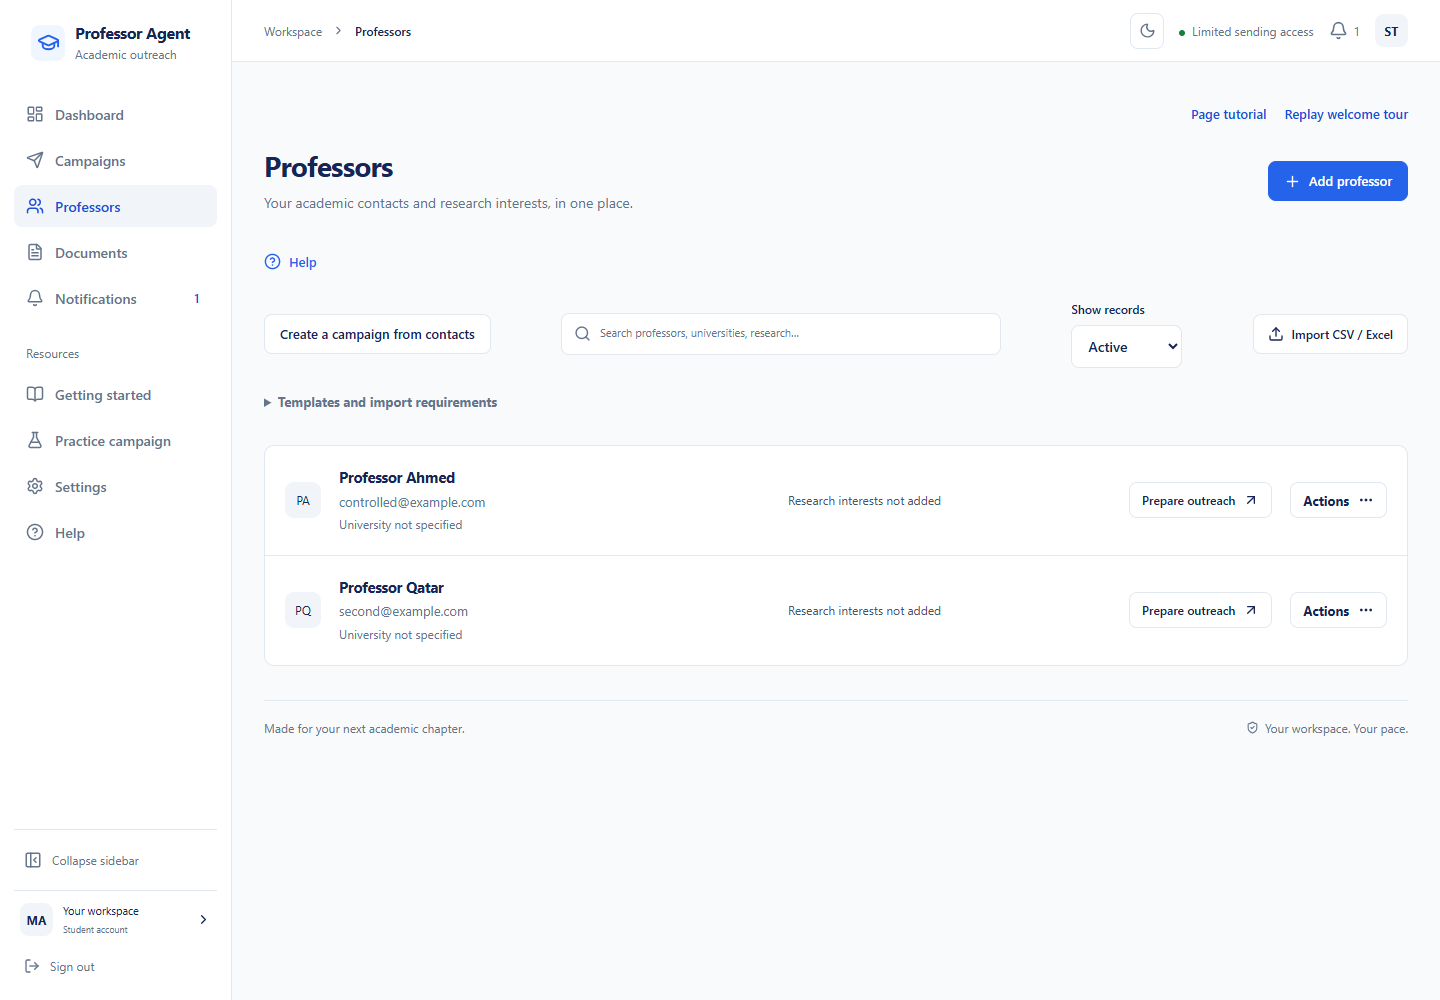 Professor Agent
Academic outreach
Dashboard
Campaigns
Professors
Documents
Notifications 1
Resources
Getting started
Practice campaign
Settings
Help
Collapse sidebar
MA
Your workspace
Student account
Sign out
Workspace Professors
Limited sending access
1
ST
Page tutorial
Replay welcome tour
Professors
Your academic contacts and research interests, in one place.
Add professor
Help
Create a campaign from contacts
Search professors, universities, research...
Show records
Active
Import CSV / Excel
Templates and import requirements
PA
Professor Ahmed
controlled@example.com
University not specified
Research interests not added
Prepare outreach
Actions ...
PQ
Professor Qatar
second@example.com
University not specified
Research interests not added
Prepare outreach
Actions ...
Made for your next academic chapter.
Your workspace. Your pace.